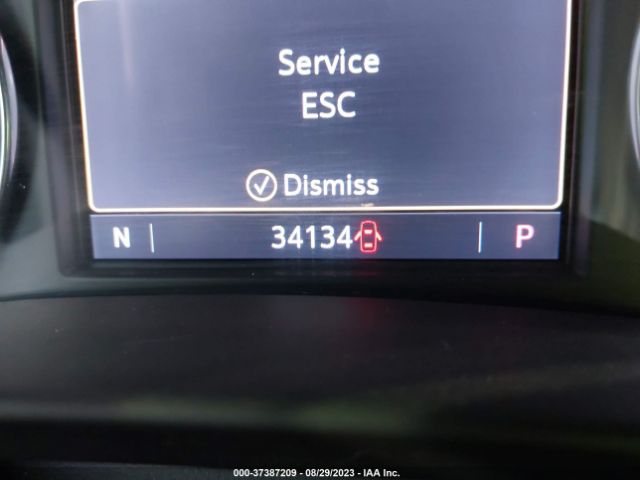 Service
ESC
Dismiss
N 34134 P
000-37387209 - 08/29/2023 - IAA Inc.